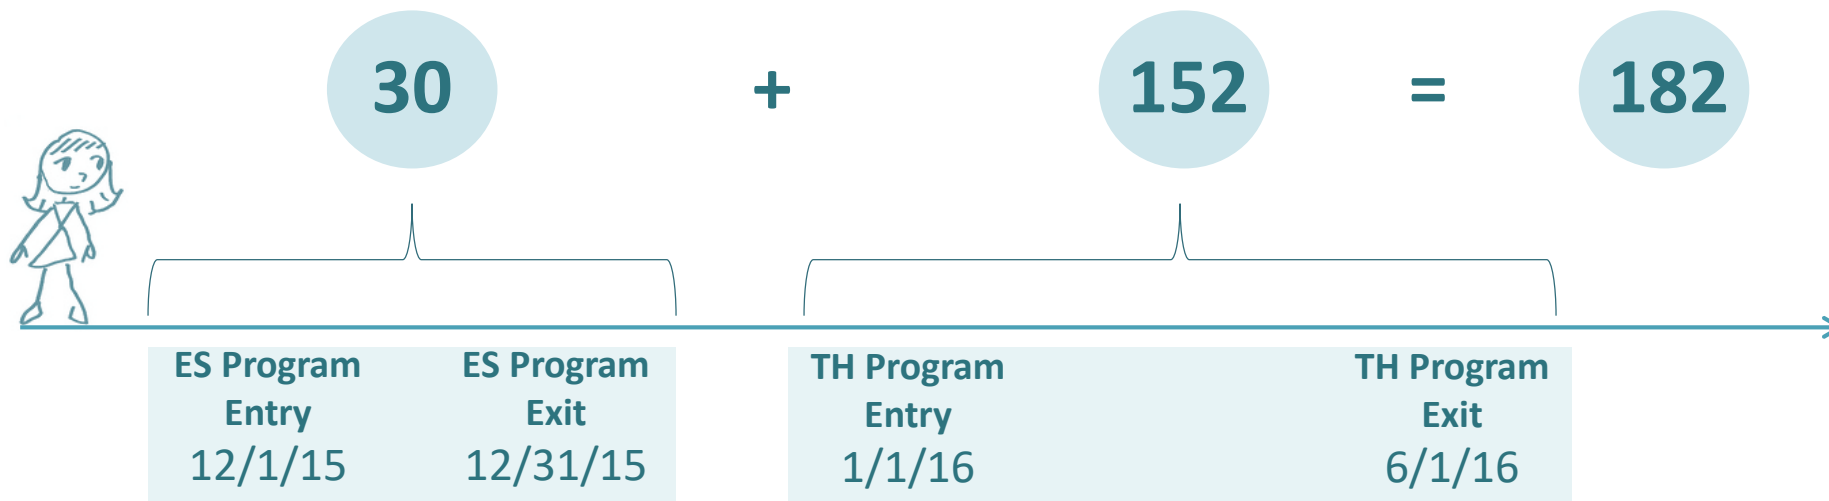 30 + 152 = 182
ES Program
Entry
12/1/15
ES Program
Exit
12/31/15
TH Program
Entry
1/1/16
TH Program
Exit
6/1/16